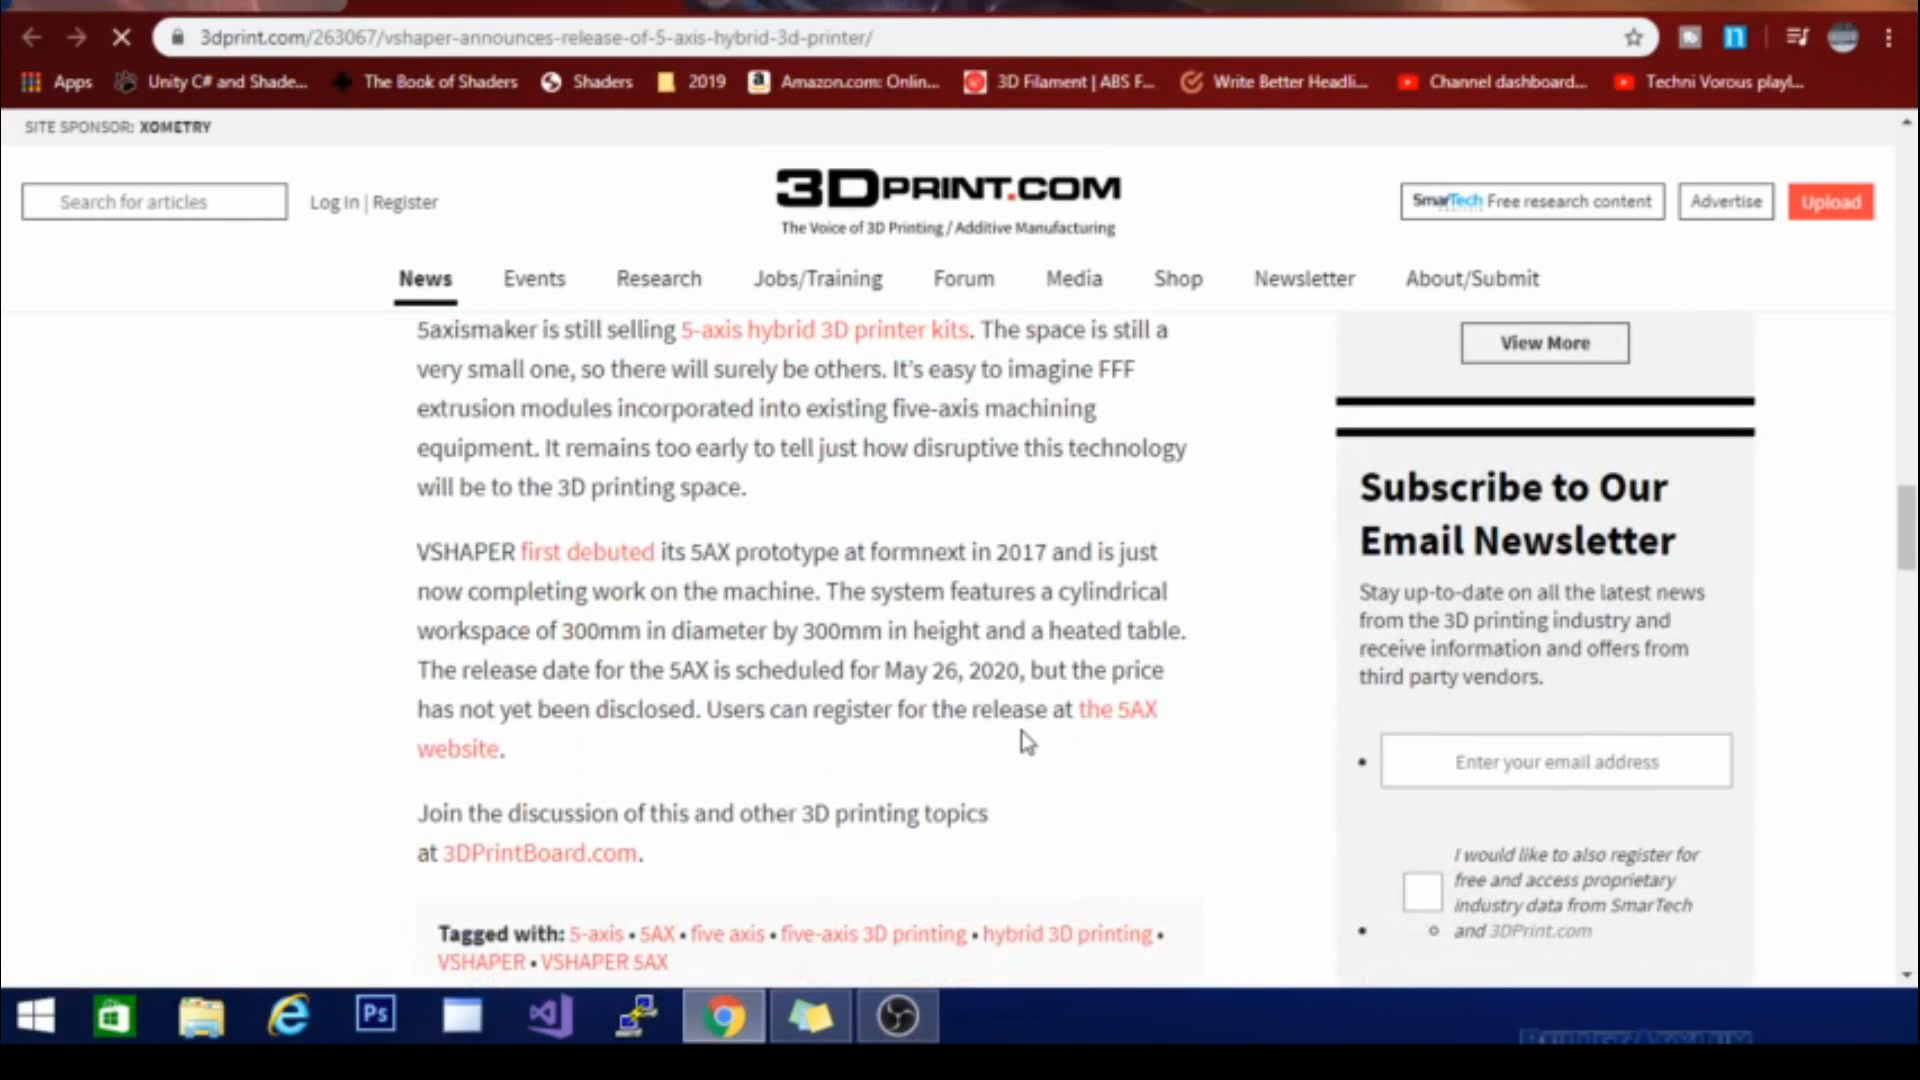 3dprint.com/263067/vshaper-announces-release-of-5-axis-hybrid-3d-printer/
Apps
Unity C# and Shade...
The Book of Shaders
Shaders
2019
Amazon.com: Onlin...
3D Filament | ABS F...
Write Better Headli...
Channel dashboard...
Techni Vorous playl...
SITE SPONSOR: XOMETRY
Search for articles
Log In | Register
3DPRINT.COM
The Voice of 3D Printing / Additive Manufacturing
SmarTech Free research content
Advertise
Upload
News
Events
Research
Jobs/Training
Forum
Media
Shop
Newsletter
About/Submit
5axismaker is still selling 5-axis hybrid 3D printer kits. The space is still a
very small one, so there will surely be others. It's easy to imagine FFF
extrusion modules incorporated into existing five-axis machining
equipment. It remains too early to tell just how disruptive this technology
will be to the 3D printing space.
VSHAPER first debuted its 5AX prototype at formnext in 2017 and is just
now completing work on the machine. The system features a cylindrical
workspace of 300mm in diameter by 300mm in height and a heated table.
The release date for the 5AX is scheduled for May 26, 2020, but the price
has not yet been disclosed. Users can register for the release at the 5AX
website.
Join the discussion of this and other 3D printing topics
at 3DPrintBoard.com.
Tagged with: 5-axis • 5AX • five axis • five-axis 3D printing • hybrid 3D printing •
VSHAPER • VSHAPER 5AX
View More
Subscribe to Our
Email Newsletter
Stay up-to-date on all the latest news
from the 3D printing industry and
receive information and offers from
third party vendors.
Enter your email address
I would like to also register for
free and access proprietary
industry data from SmarTech
and 3DPrint.com
Ps